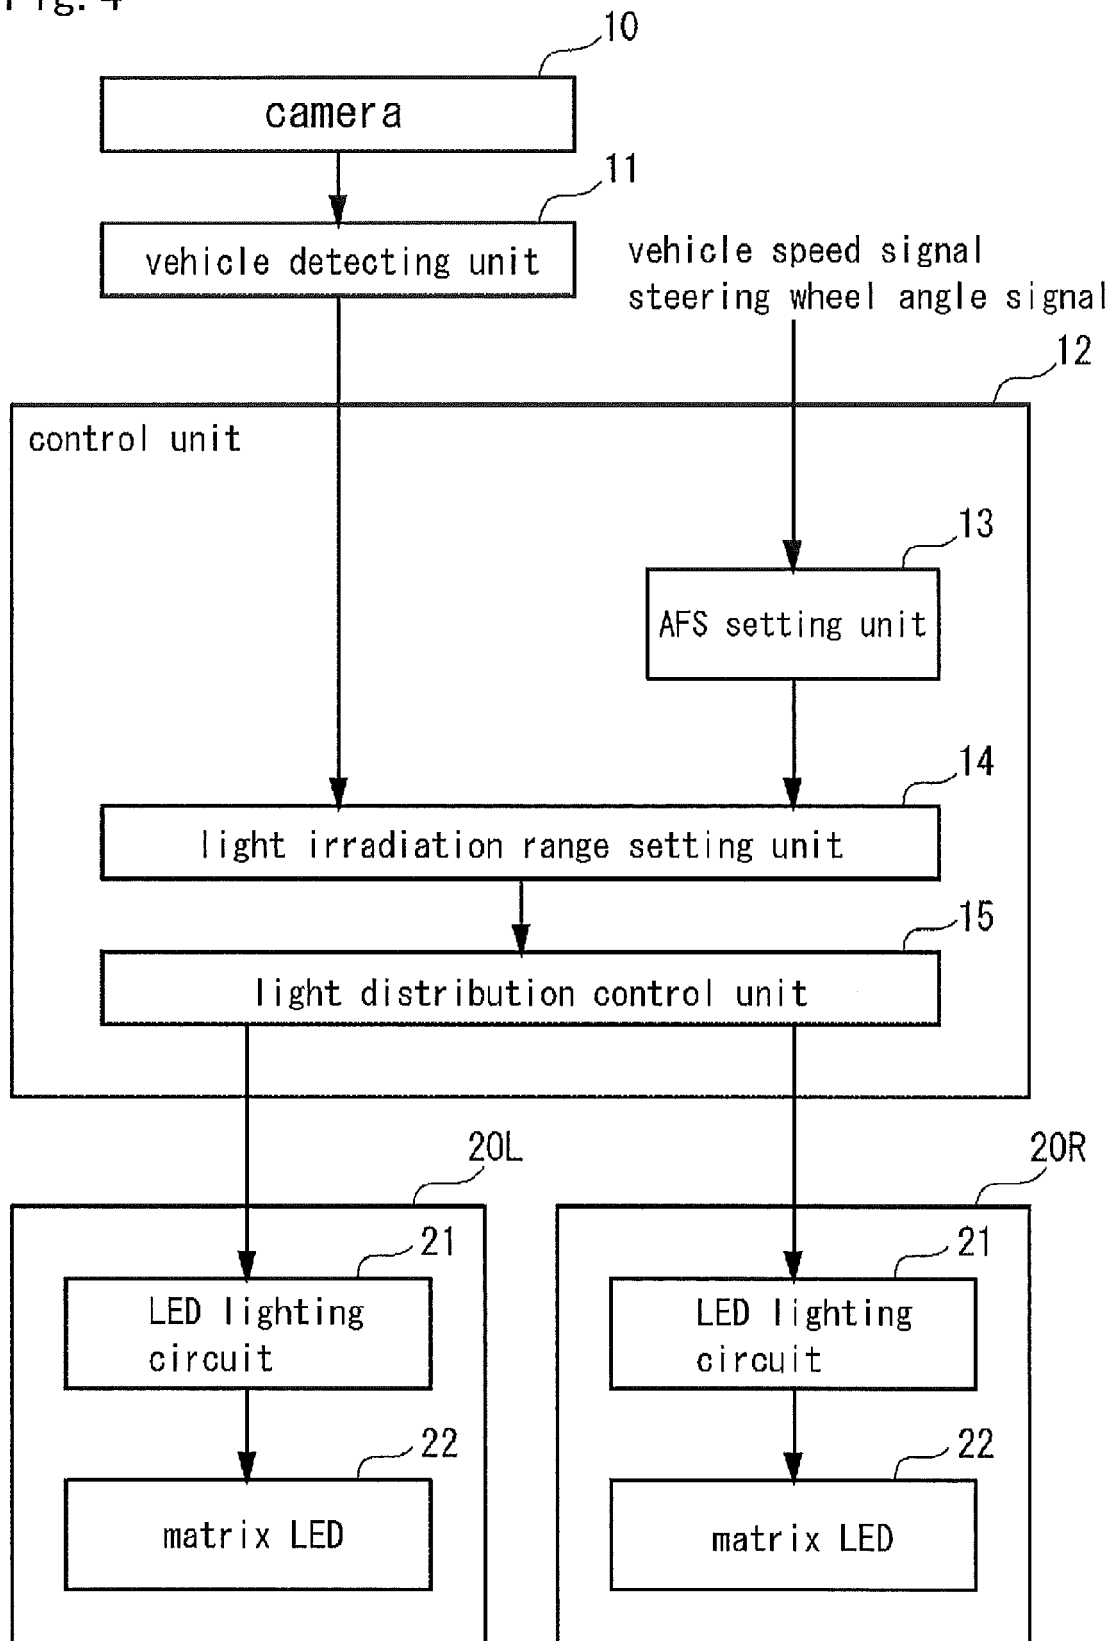 Fig. 4
10
camera
11
vehicle detecting unit
vehicle speed signal
steering wheel angle signal
12
control unit
13
AFS setting unit
14
light irradiation range setting unit
15
light distribution control unit
20L
20R
21
LED lighting
circuit
21
LED lighting
circuit
22
matrix LED
22
matrix LED